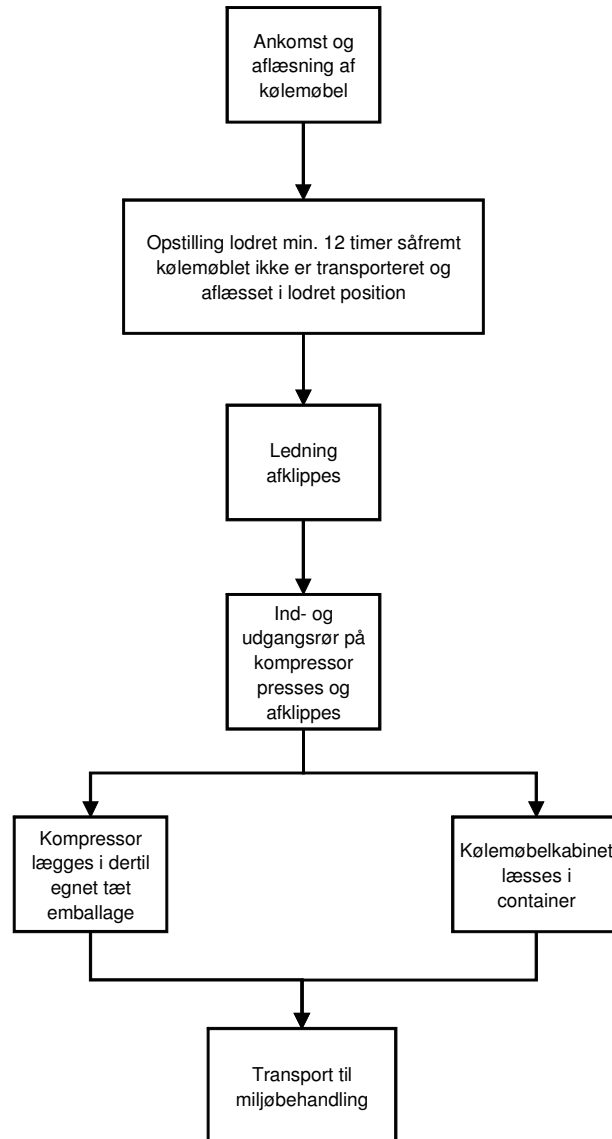 Ankomst og
aflæsning af
kølemøbel
Opstilling lodret min. 12 timer såfremt
kølemøblet ikke er transporteret og
aflæsset i lodret position
Ledning
afklippes
Ind- og
udgangsrør på
kompressor
presses og
afklippes
Kompressor
lægges i dertil
egnet tæt
emballage
Kølemøbelkabinet
læsses i
container
Transport til
miljøbehandling